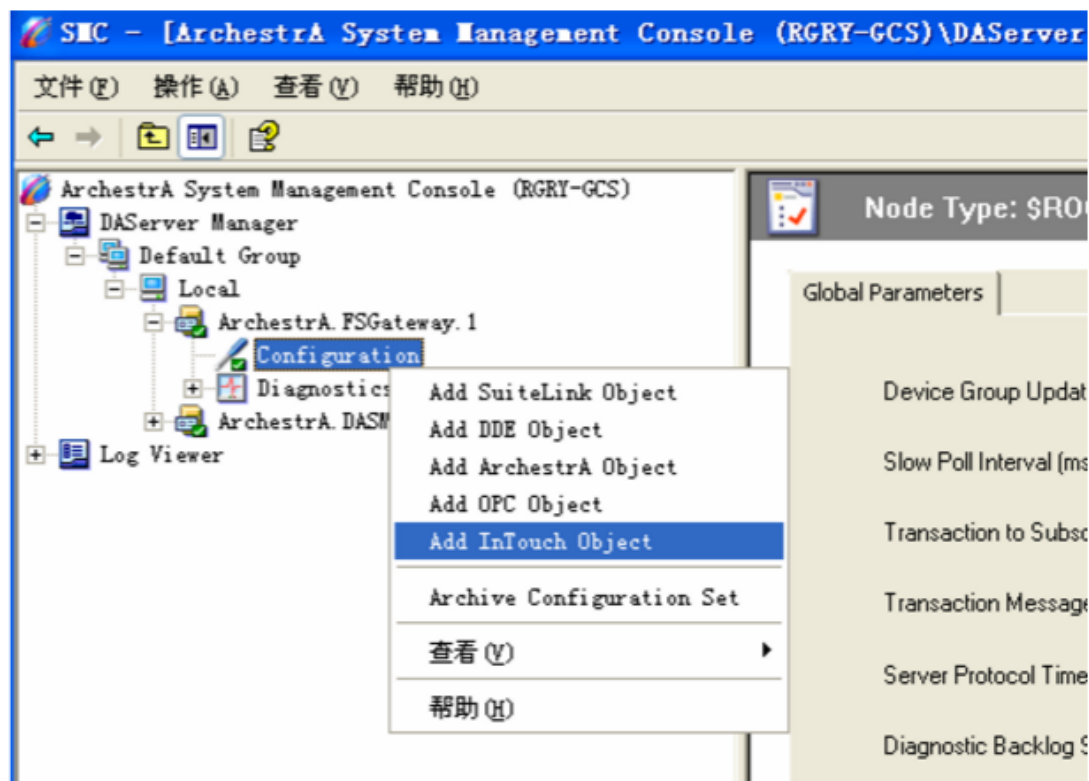 SMC - [ArchestrA System Management Console (RGRY-GCS)\DAServer
文件(F) 操作(A) 查看(V) 帮助(H)
ArchestrA System Management Console (RGRY-GCS)
DAServer Manager
Default Group
Local
ArchestrA.FSGateway.1
Configuration
Diagnostics
ArchestrA.DASM
Log Viewer
Add SuiteLink Object
Add DDE Object
Add ArchestrA Object
Add OPC Object
Add InTouch Object
Archive Configuration Set
查看(V)
帮助(H)
Node Type: $ROO
Global Parameters
Device Group Updat
Slow Poll Interval (ms
Transaction to Subsc
Transaction Message
Server Protocol Time
Diagnostic Backlog S